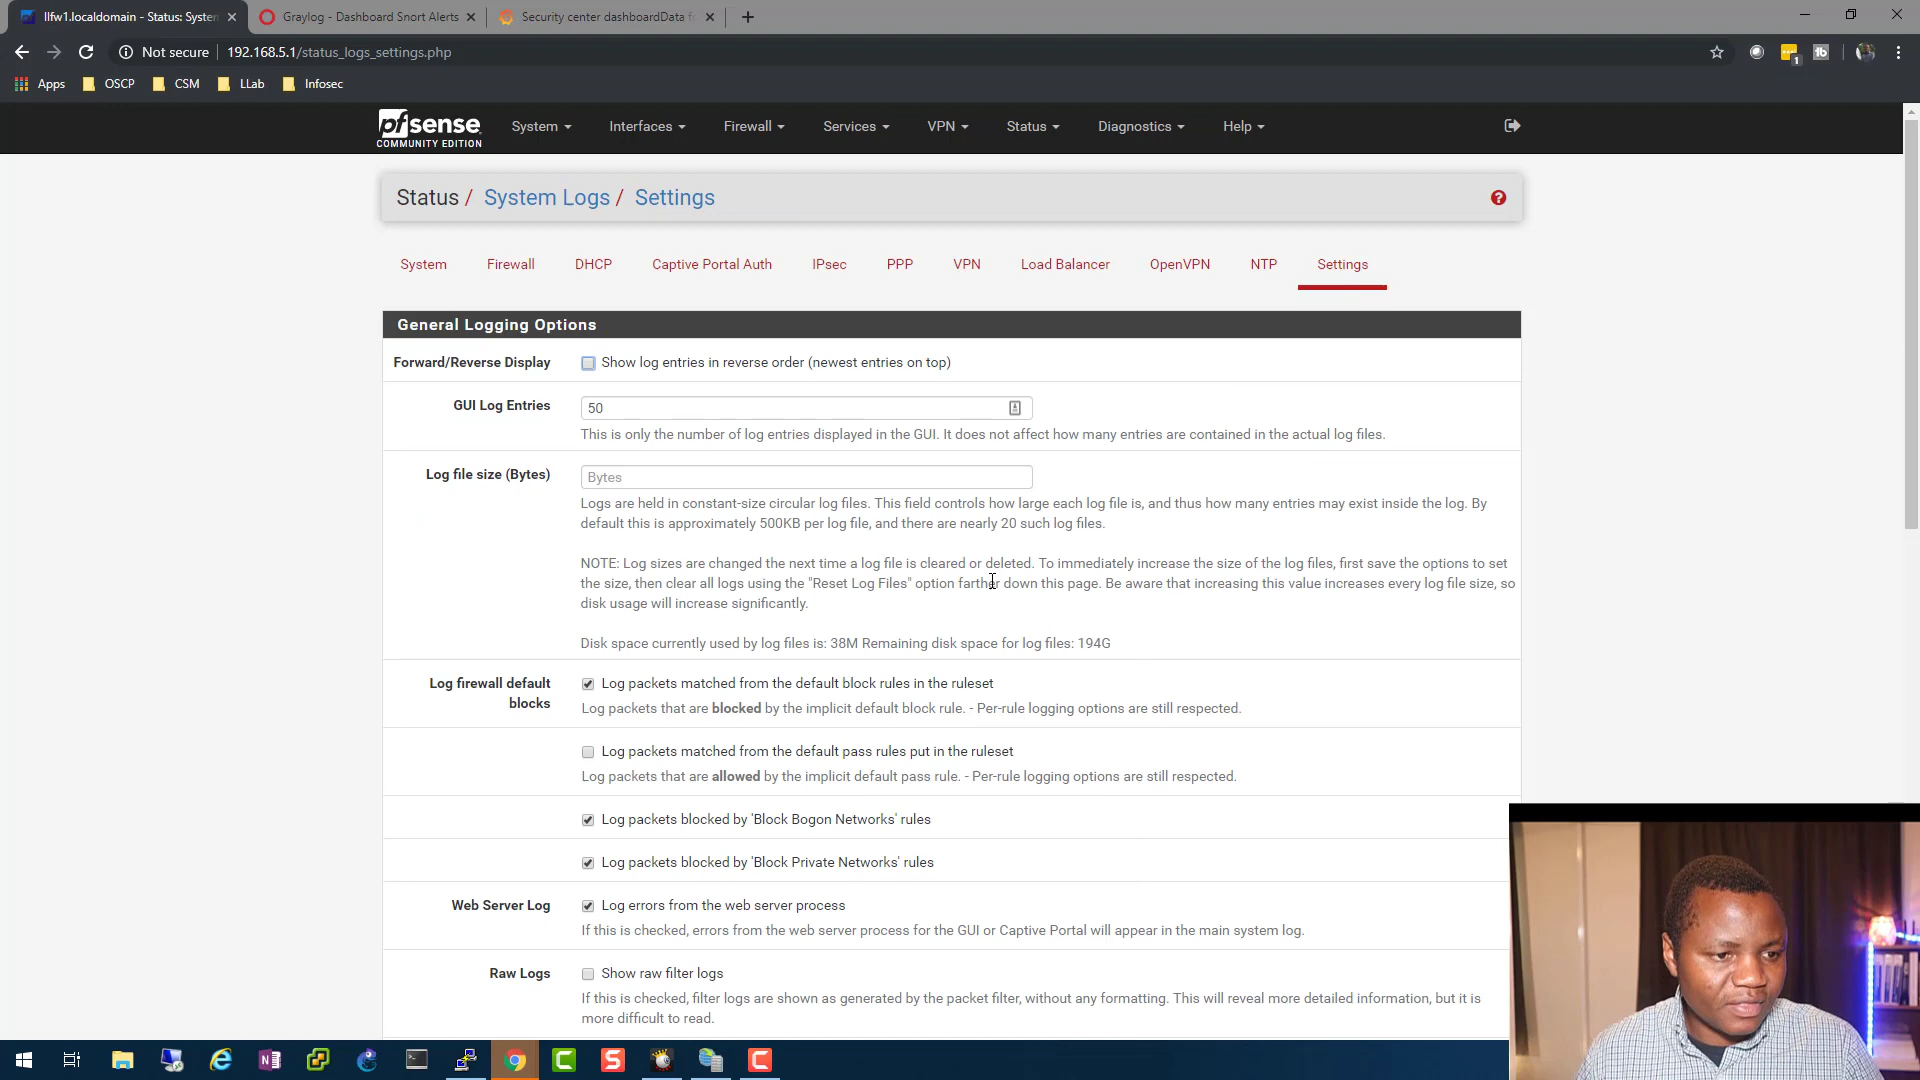 llfw1.localdomain - Status: System
Graylog - Dashboard Snort Alerts
Security center dashboardData f
Not secure
192.168.5.1/status_logs_settings.php
1
Apps
OSCP
CSM
LLab
Infosec
pfsense
COMMUNITY EDITION
System
Interfaces
Firewall
Services
VPN
Status
Diagnostics
Help
Status / System Logs / Settings
System
Firewall
DHCP
Captive Portal Auth
IPsec
PPP
VPN
Load Balancer
OpenVPN
NTP
Settings
General Logging Options
Forward/Reverse Display
Show log entries in reverse order (newest entries on top)
GUI Log Entries
50
This is only the number of log entries displayed in the GUI. It does not affect how many entries are contained in the actual log files.
Log file size (Bytes)
Bytes
Logs are held in constant-size circular log files. This field controls how large each log file is, and thus how many entries may exist inside the log. By
default this is approximately 500KB per log file, and there are nearly 20 such log files.
NOTE: Log sizes are changed the next time a log file is cleared or deleted. To immediately increase the size of the log files, first save the options to set
the size, then clear all logs using the "Reset Log Files" option farther down this page. Be aware that increasing this value increases every log file size, so
disk usage will increase significantly.
Disk space currently used by log files is: 38M Remaining disk space for log files: 194G
Log firewall default
blocks
Log packets matched from the default block rules in the ruleset
Log packets that are blocked by the implicit default block rule. - Per-rule logging options are still respected.
Log packets matched from the default pass rules put in the ruleset
Log packets that are allowed by the implicit default pass rule. - Per-rule logging options are still respected.
Log packets blocked by 'Block Bogon Networks' rules
Log packets blocked by 'Block Private Networks' rules
Web Server Log
Log errors from the web server process
If this is checked, errors from the web server process for the GUI or Captive Portal will appear in the main system log.
Raw Logs
Show raw filter logs
If this is checked, filter logs are shown as generated by the packet filter, without any formatting. This will reveal more detailed information, but it is
more difficult to read.